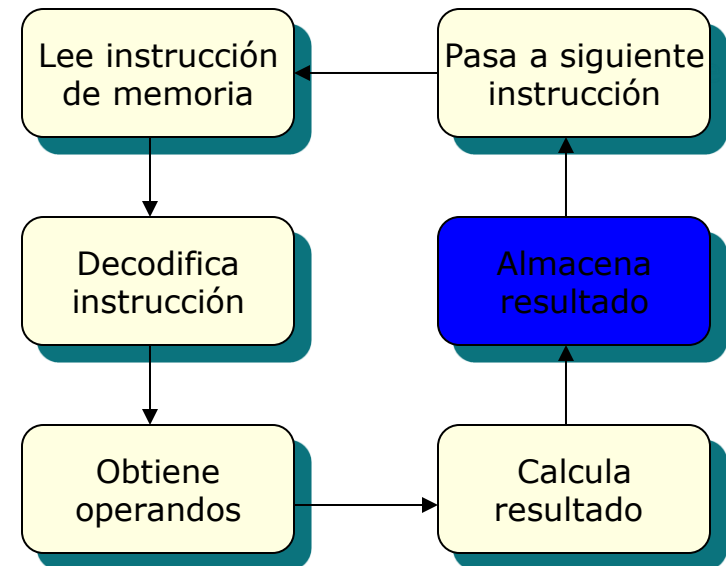 Lee instrucción
de memoria
Pasa a siguiente
instrucción
Decodifica
instrucción
Almacena
resultado
Obtiene
operandos
Calcula
resultado